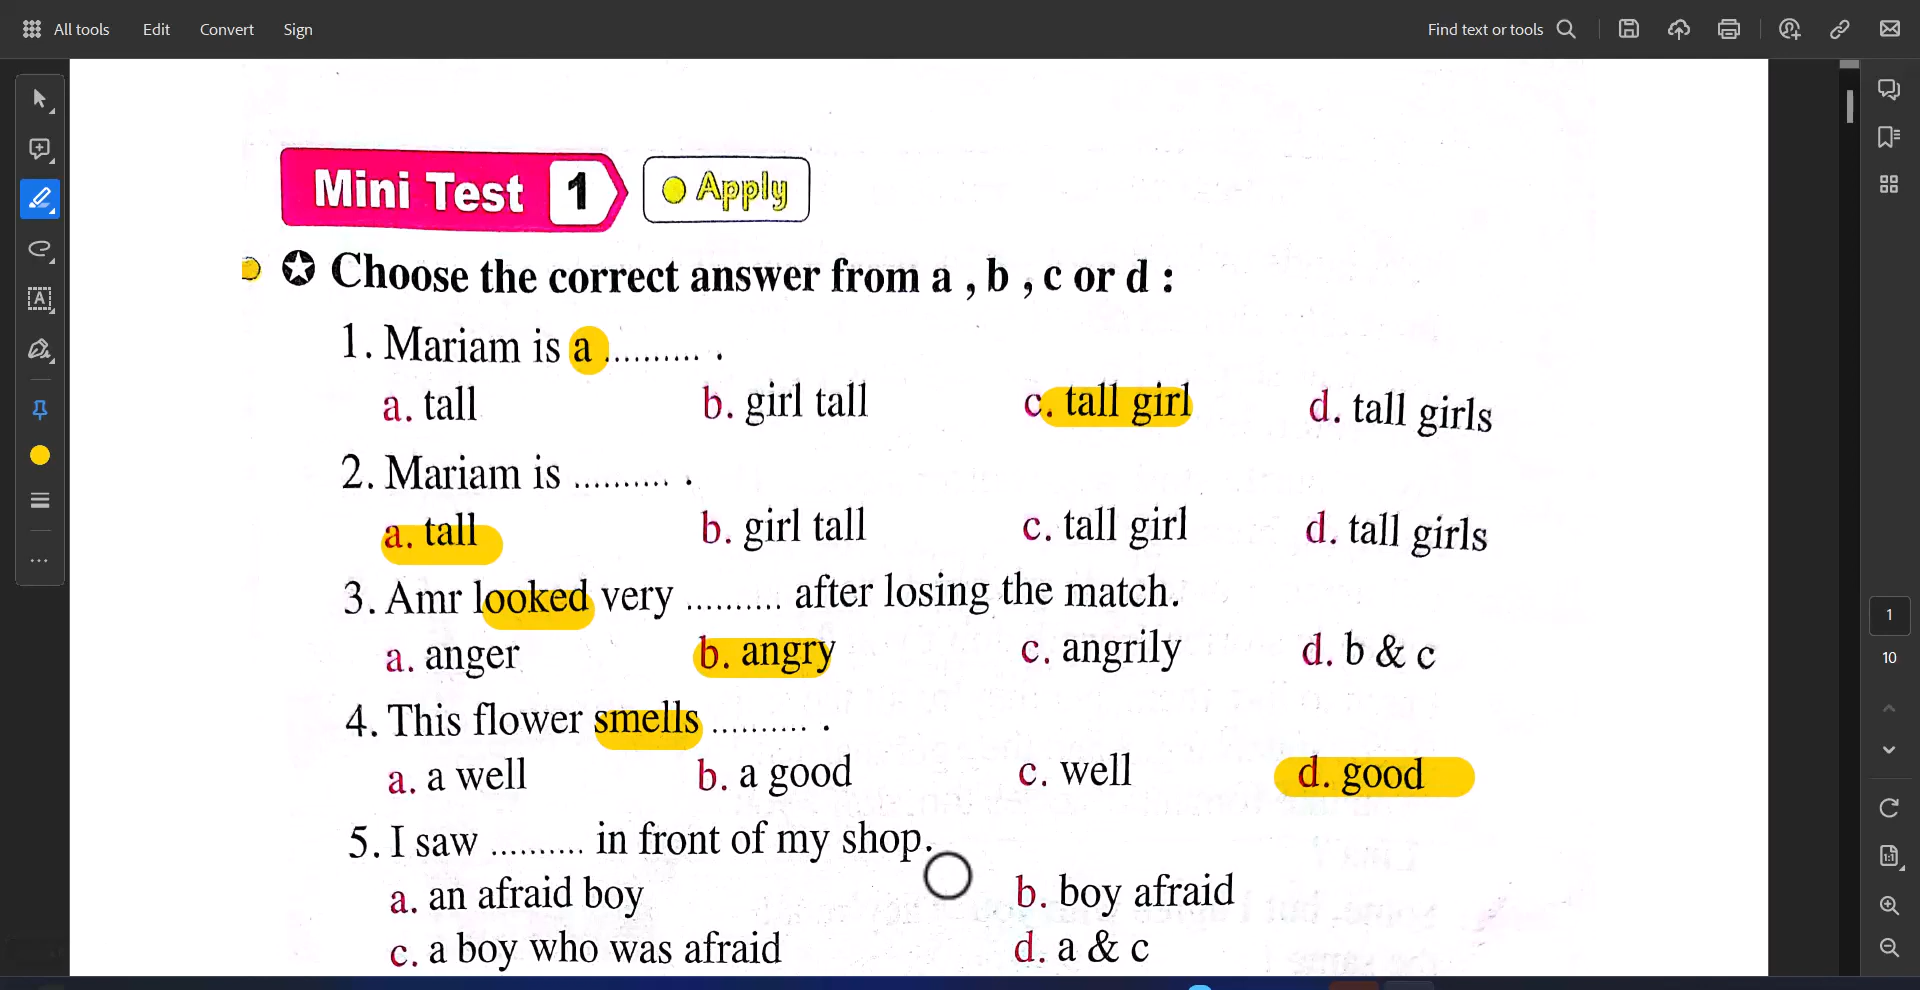 All tools Edit Convert Sign Find text or tools
Mini Test 1 Apply
Choose the correct answer from a , b , c or d :
1. Mariam is a .......... .
a. tall b. girl tall c. tall girl d. tall girls
2. Mariam is .......... .
a. tall b. girl tall c. tall girl d. tall girls
3. Amr looked very .......... after losing the match.
a. anger b. angry c. angrily d. b & c
4. This flower smells .......... .
a. a well b. a good c. well d. good
5. I saw .......... in front of my shop.
a. an afraid boy b. boy afraid
c. a boy who was afraid d. a & c
1
10